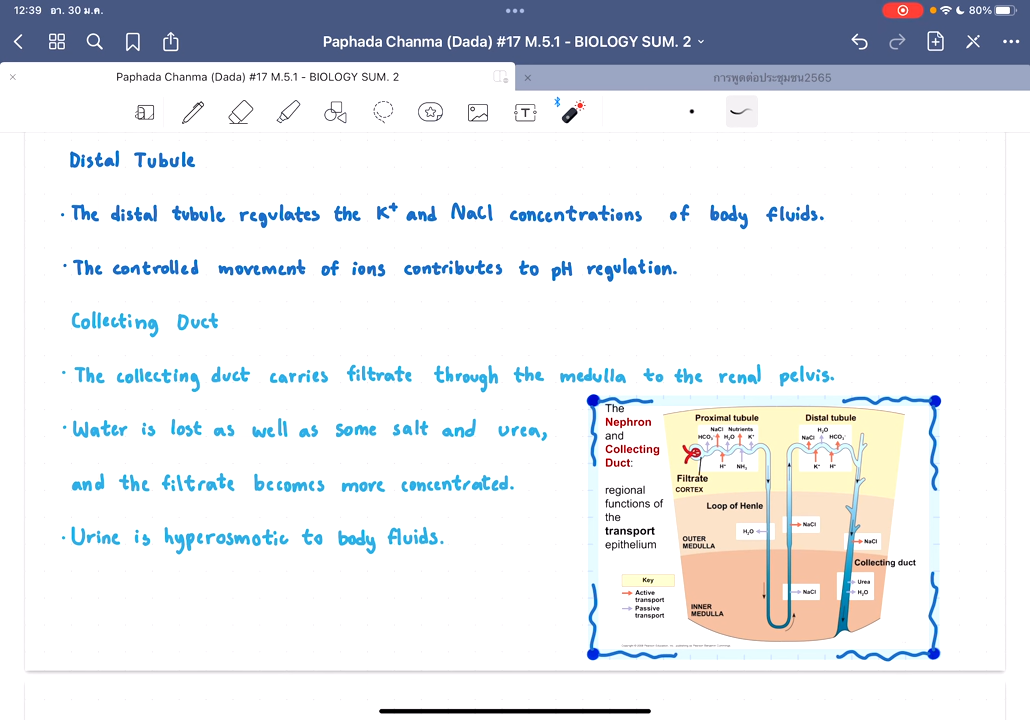 12:39 อา. 30 ม.ค.
80%
Paphada Chanma (Dada) #17 M.5.1 - BIOLOGY SUM. 2
Paphada Chanma (Dada) #17 M.5.1 - BIOLOGY SUM. 2
การพูดต่อประชุมชน2565
Distal Tubule
· The distal tubule regulates the K+ and NaCl concentrations of body fluids.
· The controlled movement of ions contributes to pH regulation.
Collecting Duct
· The collecting duct carries filtrate through the medulla to the renal pelvis.
· Water is lost as well as some salt and urea,
and the filtrate becomes more concentrated.
· Urine is hyperosmotic to body fluids.
The
Nephron
and
Collecting
Duct:
regional
functions of
the
transport
epithelium
Key
Active
transport
Passive
transport
Proximal tubule
NaCl Nutrients
HCO3- H2O K+
H+ NH3
Distal tubule
H2O
NaCl HCO3-
K+ H+
Filtrate
CORTEX
Loop of Henle
H2O
NaCl
OUTER
MEDULLA
NaCl
Collecting duct
Urea
NaCl
H2O
INNER
MEDULLA